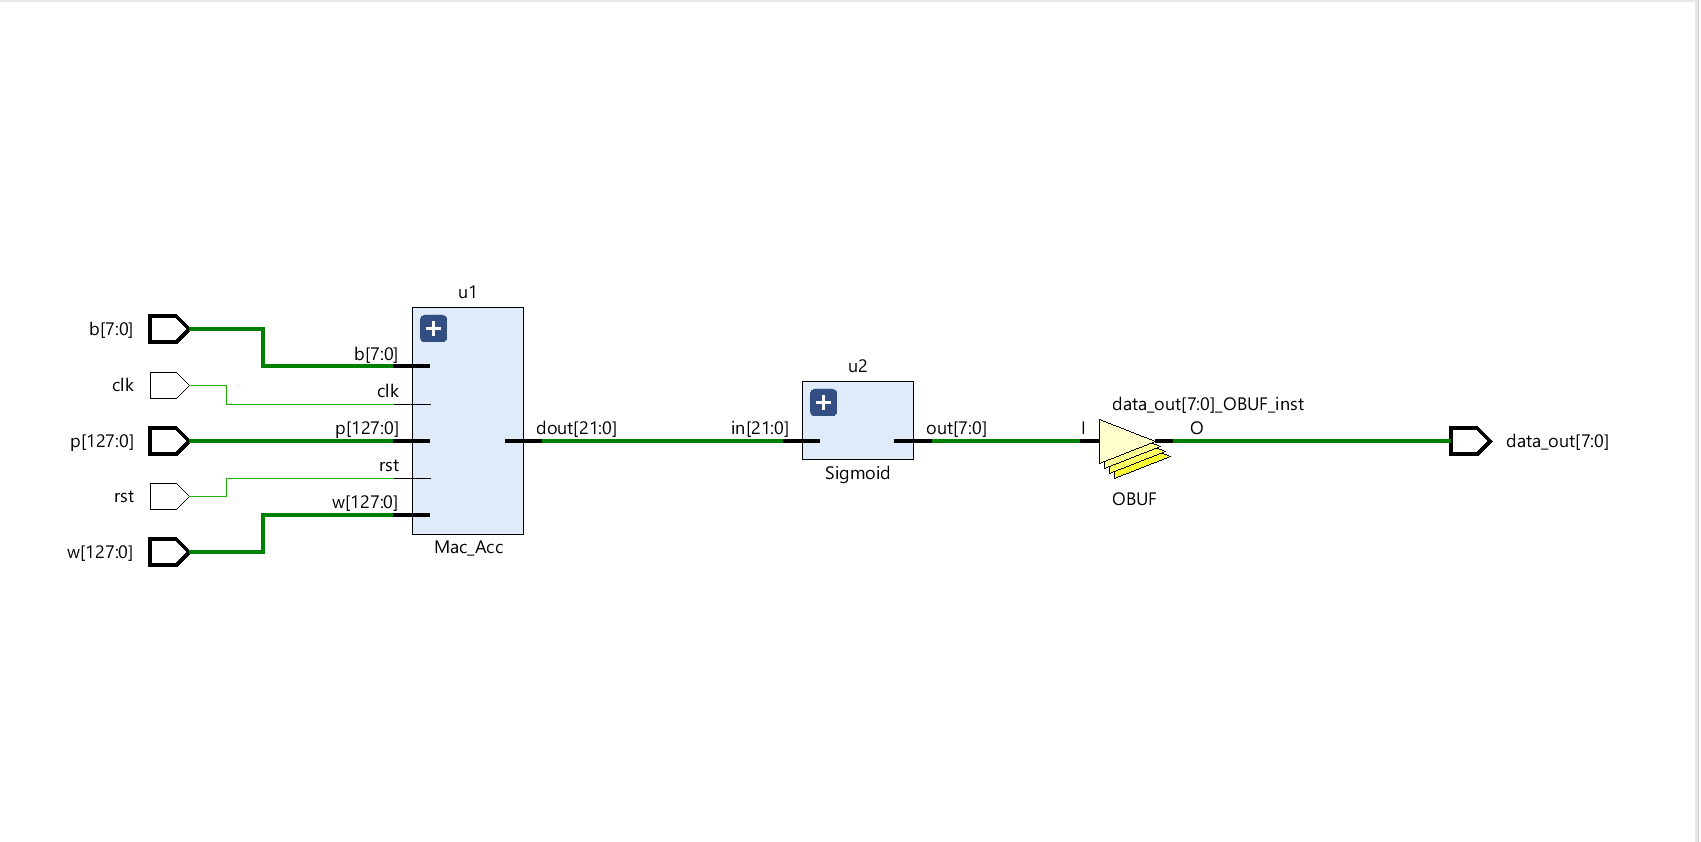 u1
b[7:0]
b[7:0]
clk
clk
p[127:0]
p[127:0]
rst
rst
w[127:0]
w[127:0]
Mac_Acc
dout[21:0]
u2
in[21:0]
out[7:0]
Sigmoid
data_out[7:0]_OBUF_inst
I
O
OBUF
data_out[7:0]